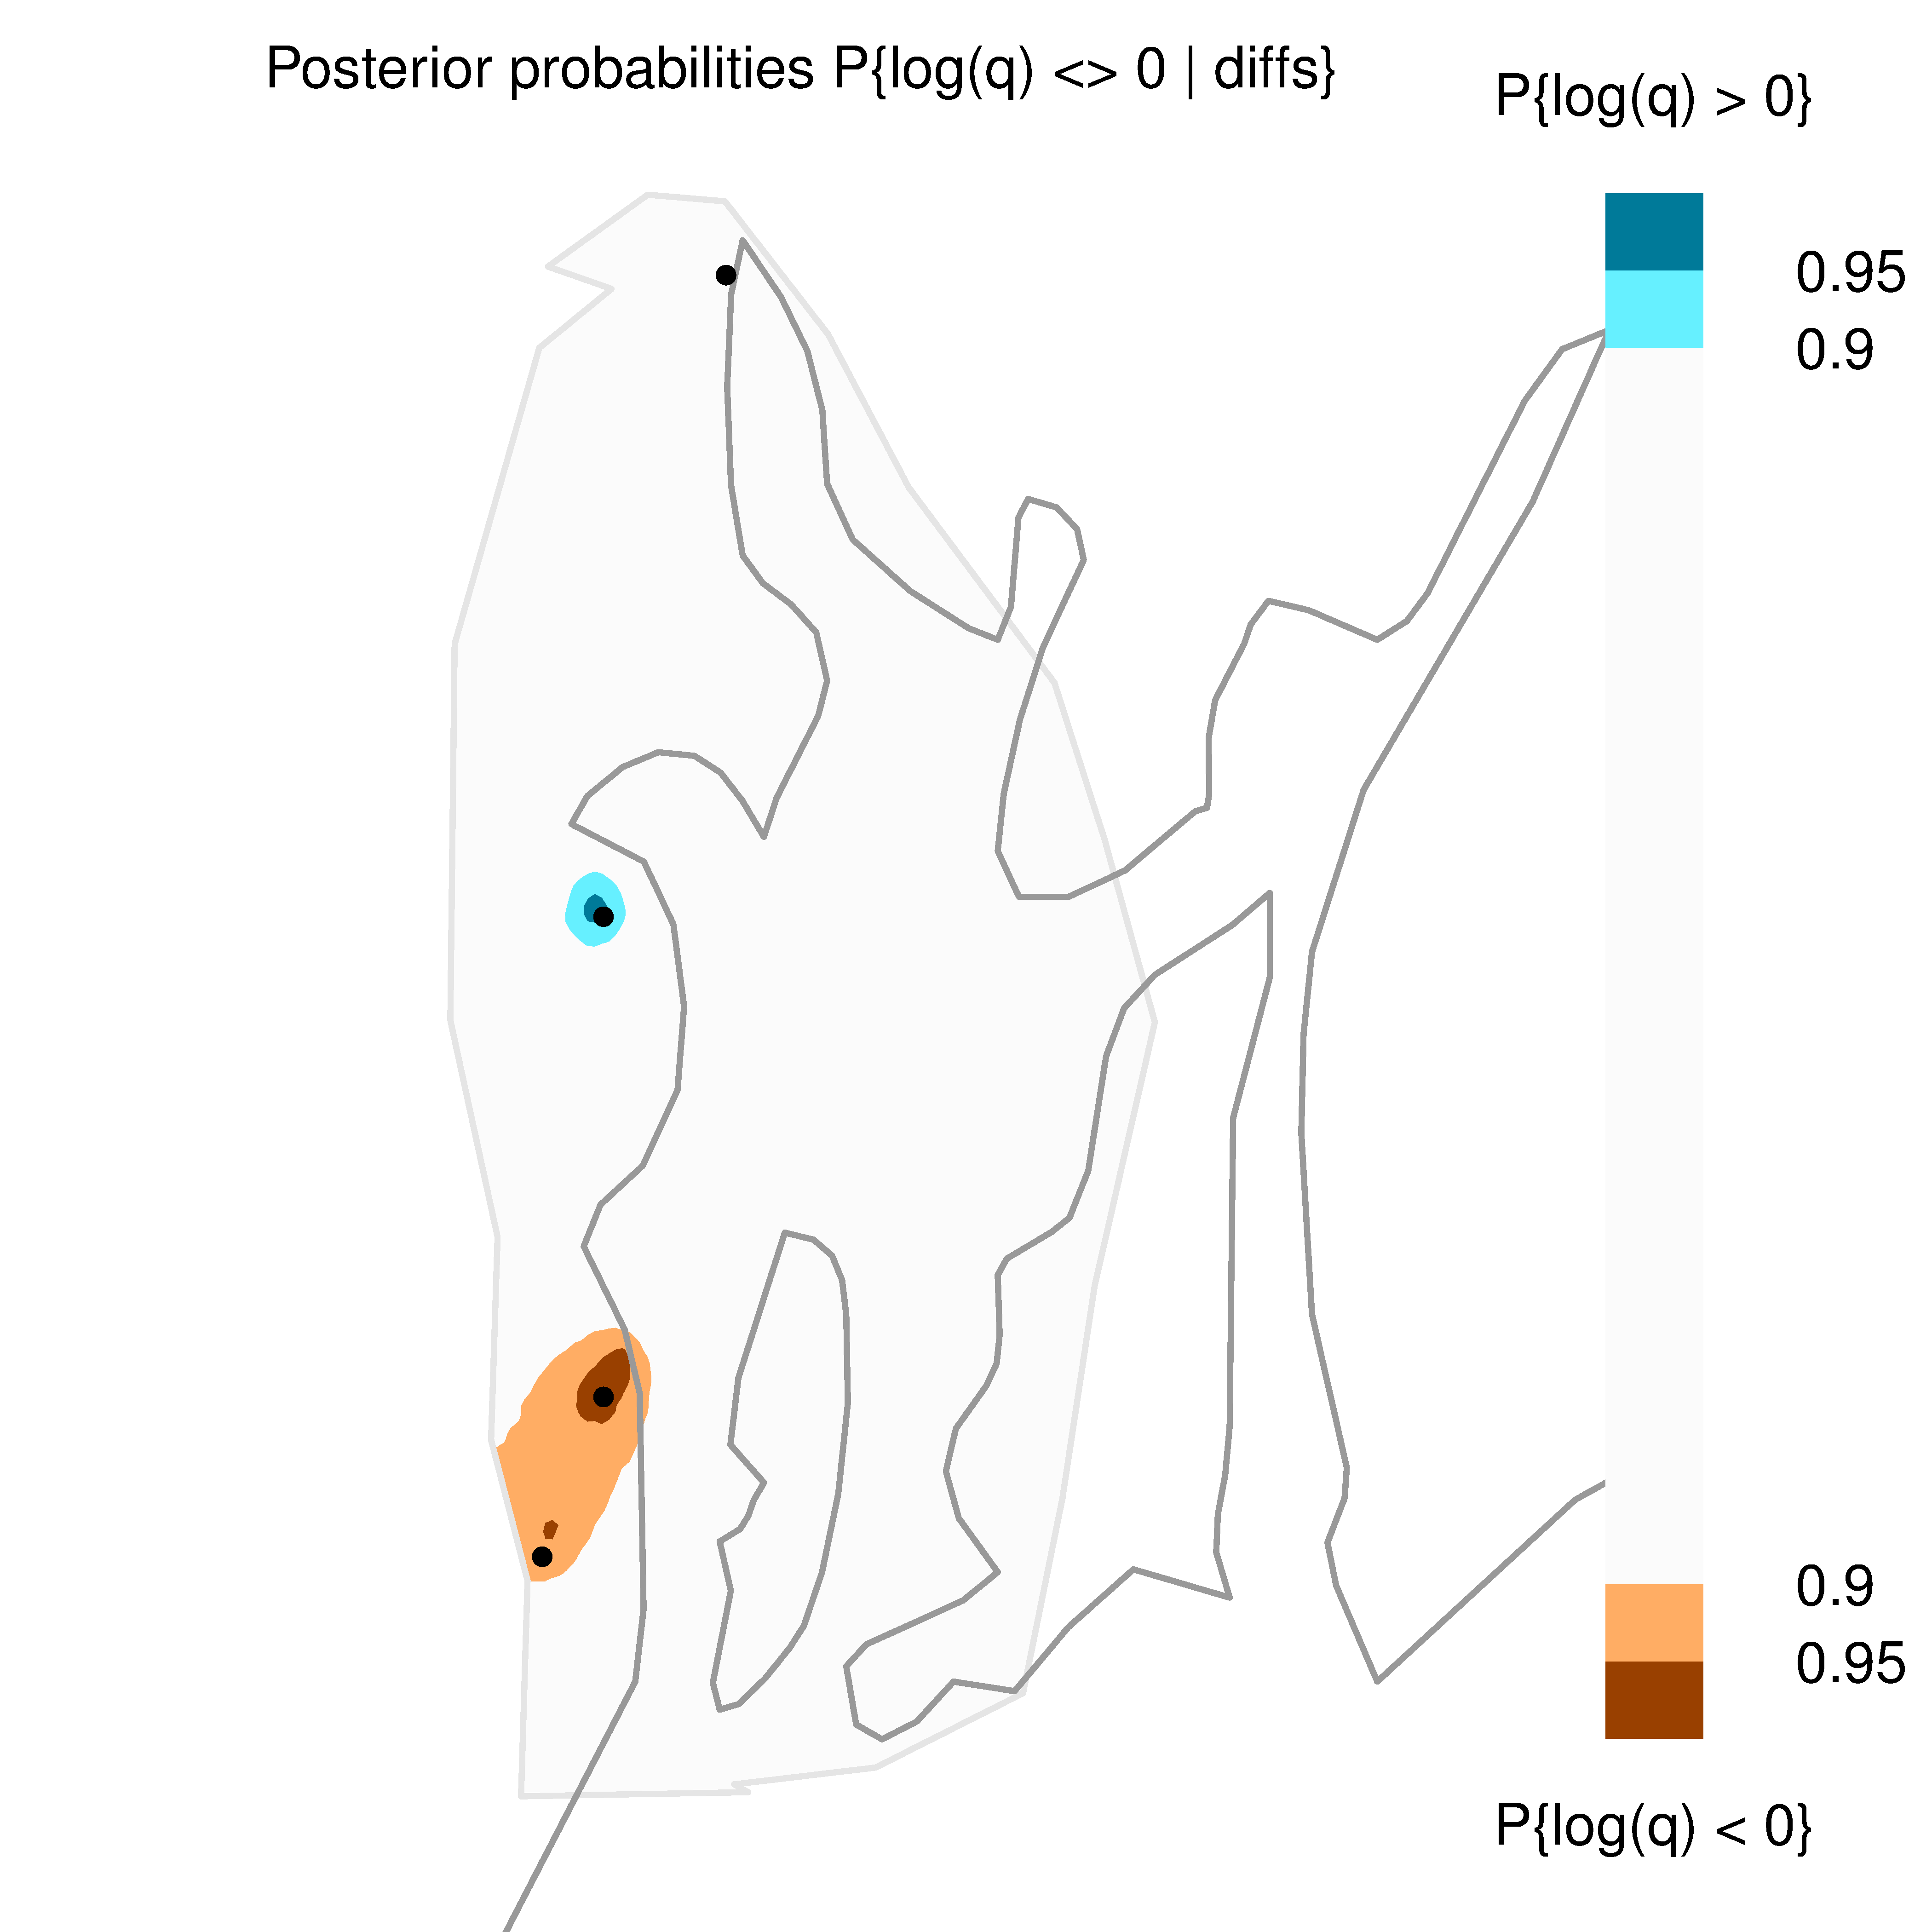 Posterior probabilities P{log(q) <> 0 | diffs}
P{log(q) > 0}
0.95
0.9
0.9
0.95
P{log(q) < 0}